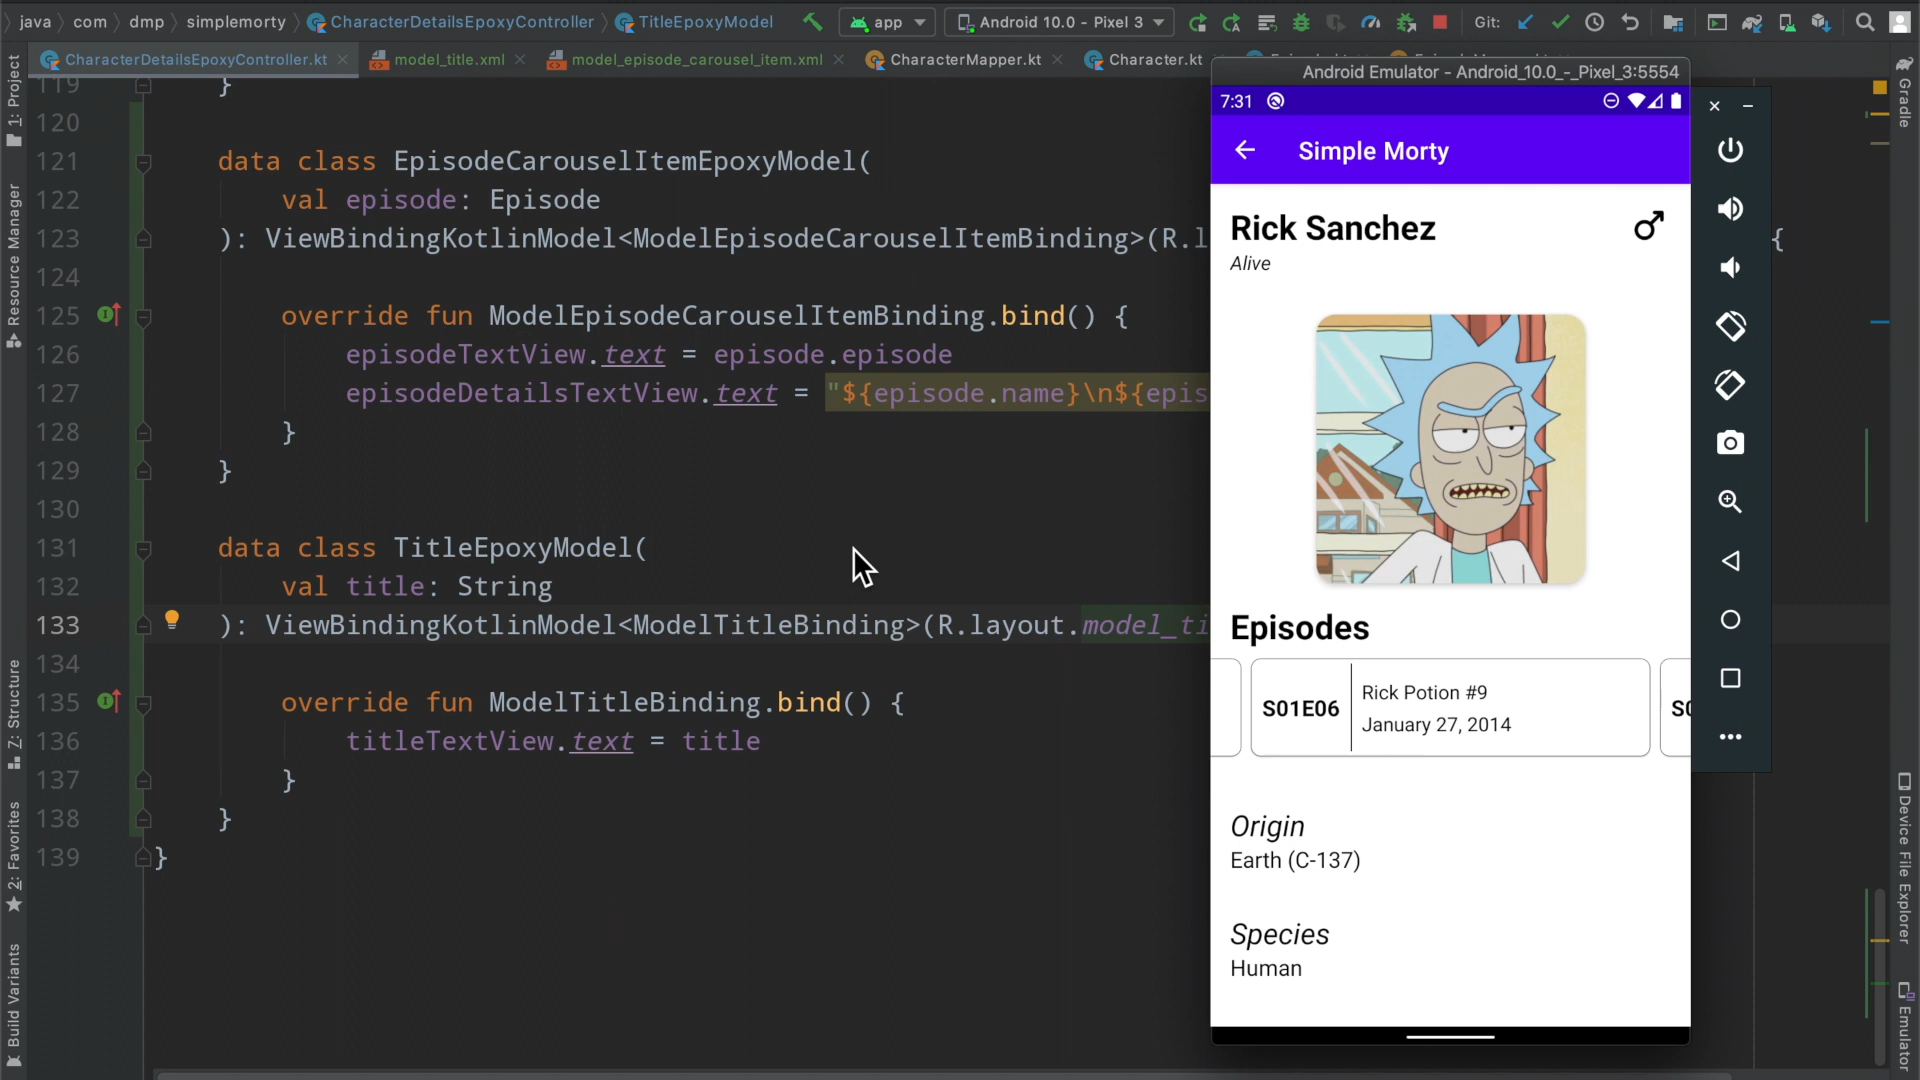 java com dmp simplemorty CharacterDetailsEpoxyController TitleEpoxyModel app Android 10.0 - Pixel 3 Git:
CharacterDetailsEpoxyController.kt model_title.xml model_episode_carousel_item.xml CharacterMapper.kt Character.kt
119 }
120
121 data class EpisodeCarouselItemEpoxyModel(
122 val episode: Episode
123 ): ViewBindingKotlinModel<ModelEpisodeCarouselItemBinding>(R.l {
124
125 override fun ModelEpisodeCarouselItemBinding.bind() {
126 episodeTextView.text = episode.episode
127 episodeDetailsTextView.text = "${episode.name}\n${epis
128 }
129 }
130
131 data class TitleEpoxyModel(
132 val title: String
133 ): ViewBindingKotlinModel<ModelTitleBinding>(R.layout.model_ti
134
135 override fun ModelTitleBinding.bind() {
136 titleTextView.text = title
137 }
138 }
139 }
1: Project
Resource Manager
Z: Structure
2: Favorites
Build Variants
Android Emulator - Android_10.0_-_Pixel_3:5554
7:31
Simple Morty
Rick Sanchez
Alive
Episodes
S01E06
Rick Potion #9
January 27, 2014
S0
Origin
Earth (C-137)
Species
Human
Gradle
Device File Explorer
Emulator